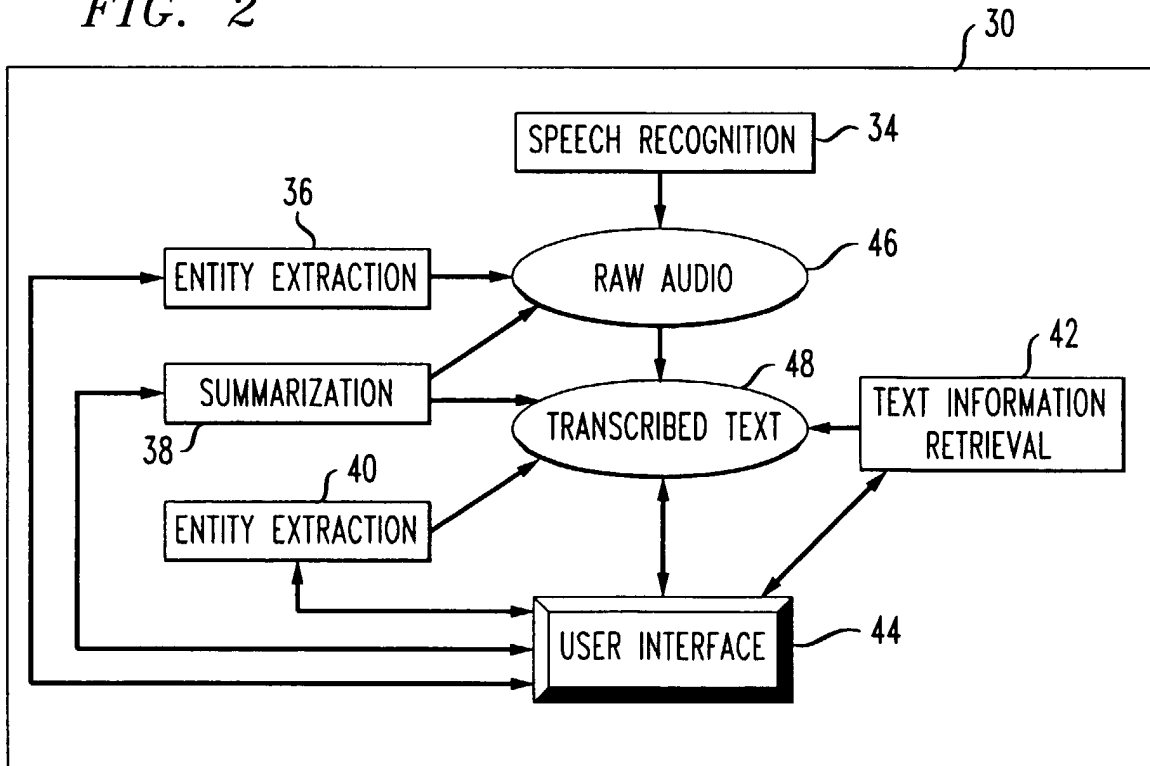 FIG. 2
30
SPEECH RECOGNITION
34
36
ENTITY EXTRACTION
RAW AUDIO
46
SUMMARIZATION
38
48
TRANSCRIBED TEXT
42
TEXT INFORMATION
RETRIEVAL
40
ENTITY EXTRACTION
USER INTERFACE
44